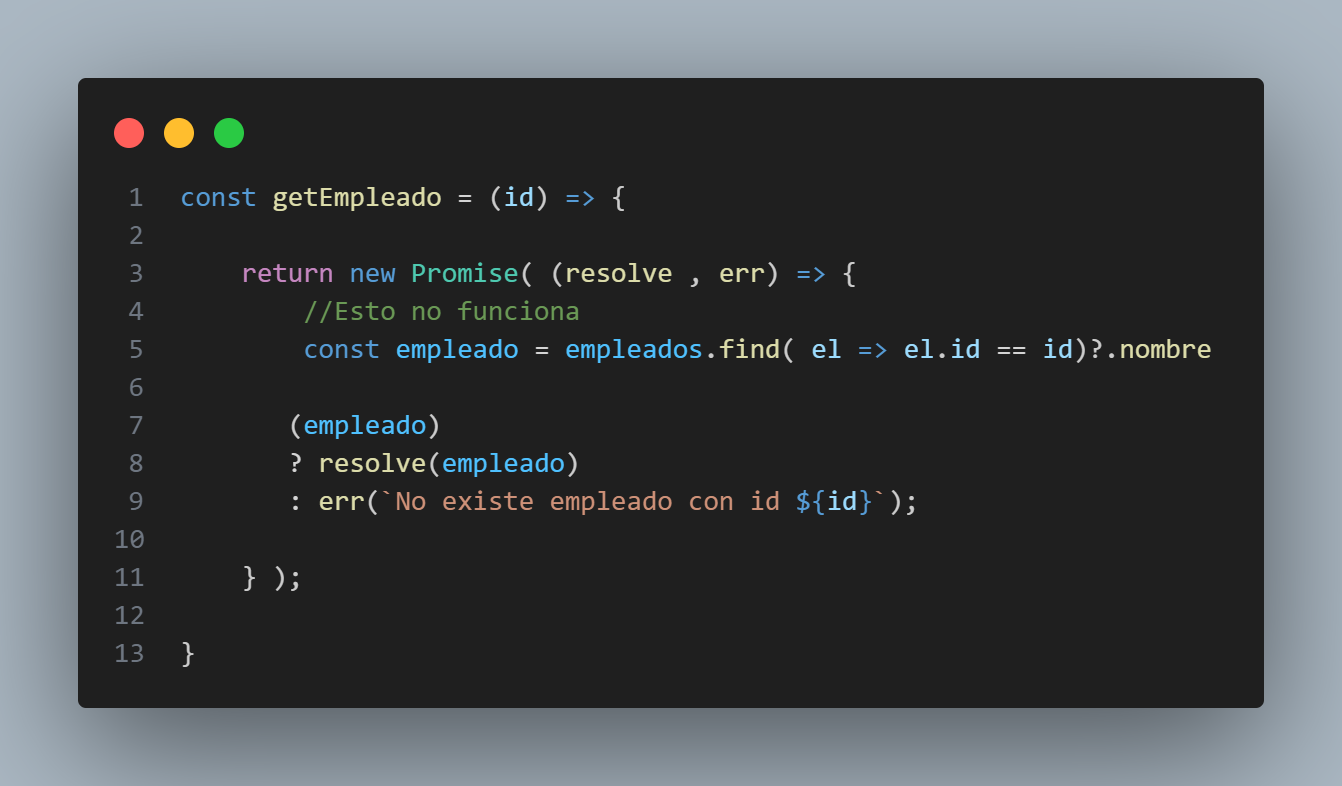 1 const getEmpleado = (id) => {
2
3     return new Promise( (resolve , err) => {
4         //Esto no funciona
5         const empleado = empleados.find( el => el.id == id)?.nombre
6
7        (empleado)
8        ? resolve(empleado)
9        : err(`No existe empleado con id ${id}`);
10
11     } );
12
13 }